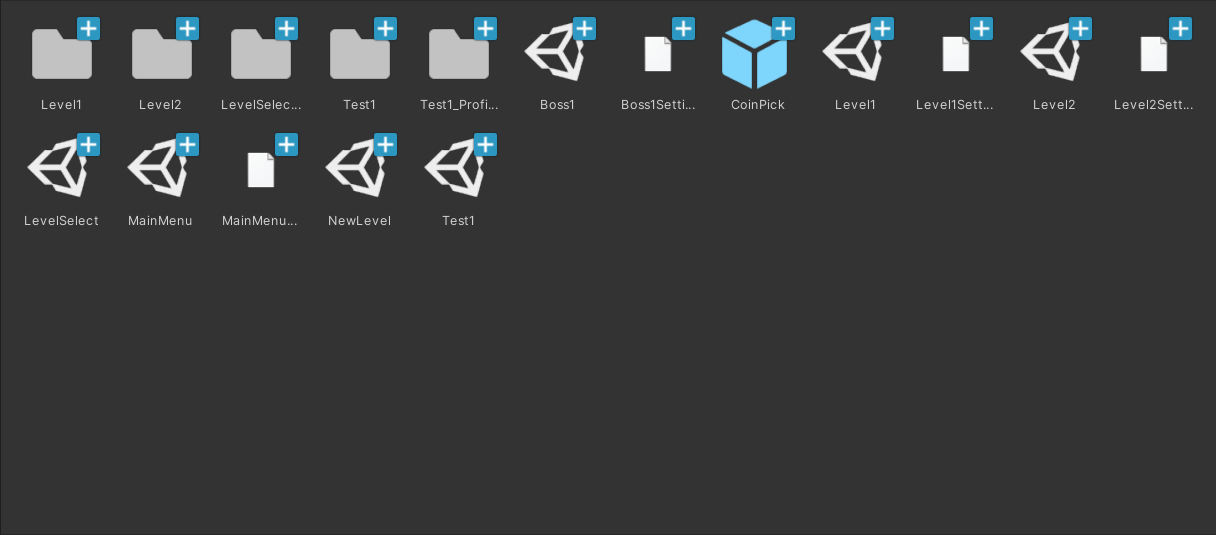 Level1 Level2 LevelSelec... Test1 Test1_Profi... Boss1 Boss1Setti... CoinPick Level1 Level1Sett... Level2 Level2Sett...
LevelSelect MainMenu MainMenu... NewLevel Test1